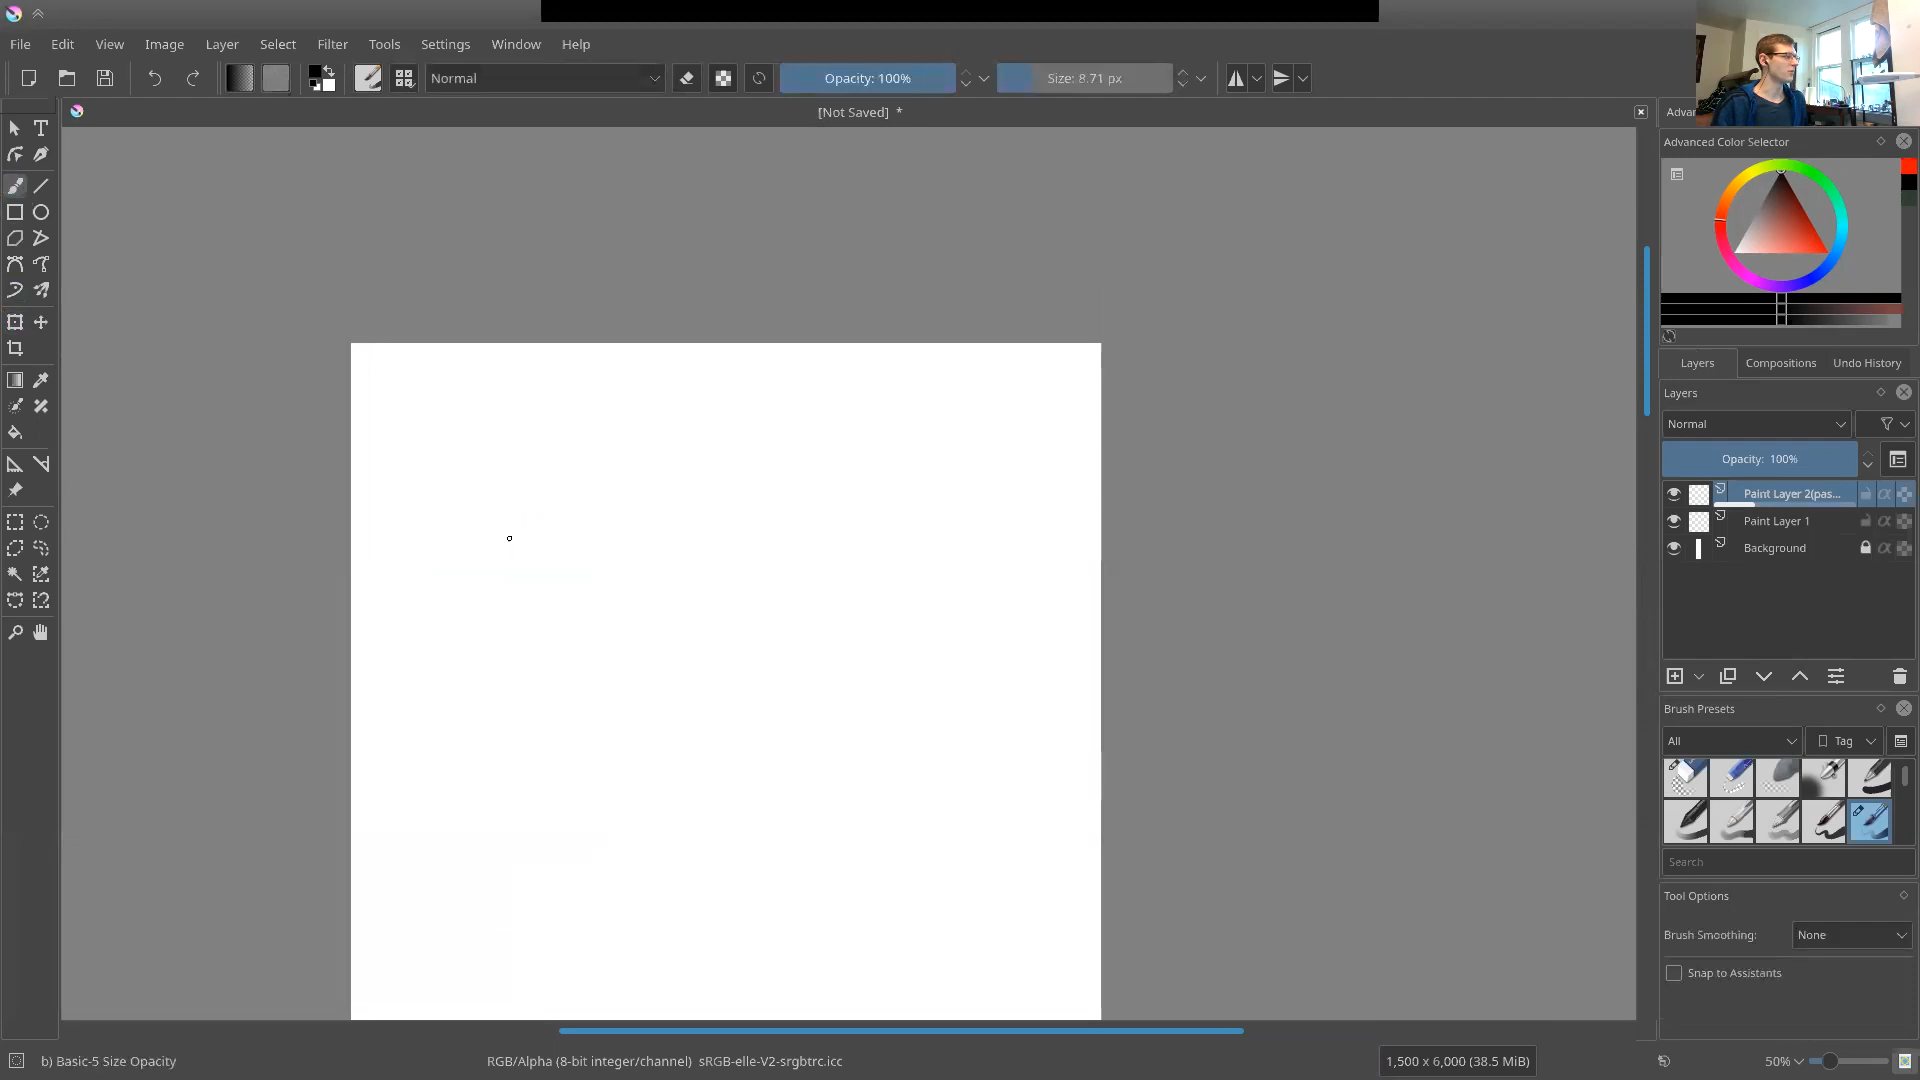 File Edit View Image Layer Select Filter Tools Settings Window Help
Normal Opacity: 100% Size: 8.71 px
[Not Saved] *
Advanced Color Selector
Layers Compositions Undo History
Layers
Normal
Opacity: 100%
Paint Layer 2(pas...
Paint Layer 1
Background
Brush Presets
All Tag
Search
Tool Options
Brush Smoothing: None
Snap to Assistants
b) Basic-5 Size Opacity RGB/Alpha (8-bit integer/channel) sRGB-elle-V2-srgbtrc.icc 1,500 x 6,000 (38.5 MiB) 50%